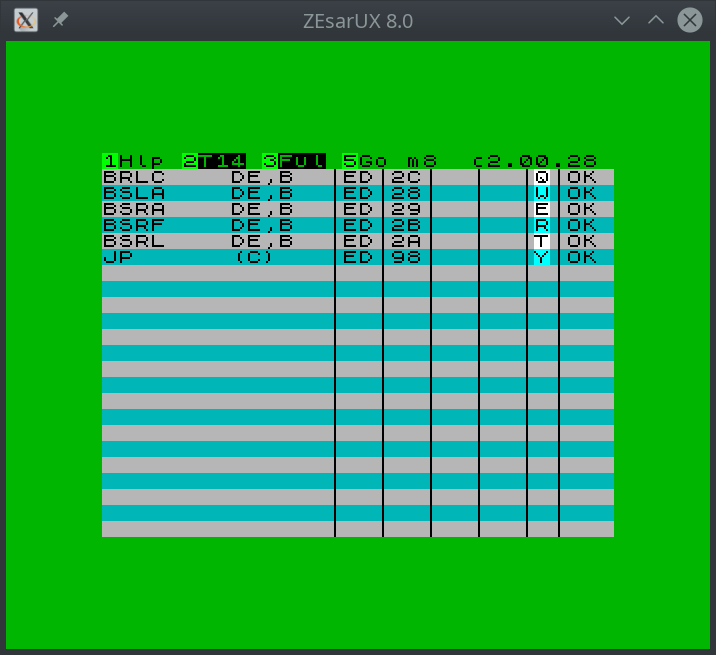 ZEsarUX 8.0
1Hlp 2T14 3Ful 5Go m8 c2.00.28
BRLC DE,B ED 2C Q OK
BSLA DE,B ED 28 W OK
BSRA DE,B ED 29 E OK
BSRF DE,B ED 2B R OK
BSRL DE,B ED 2A T OK
JP (C) ED 98 Y OK